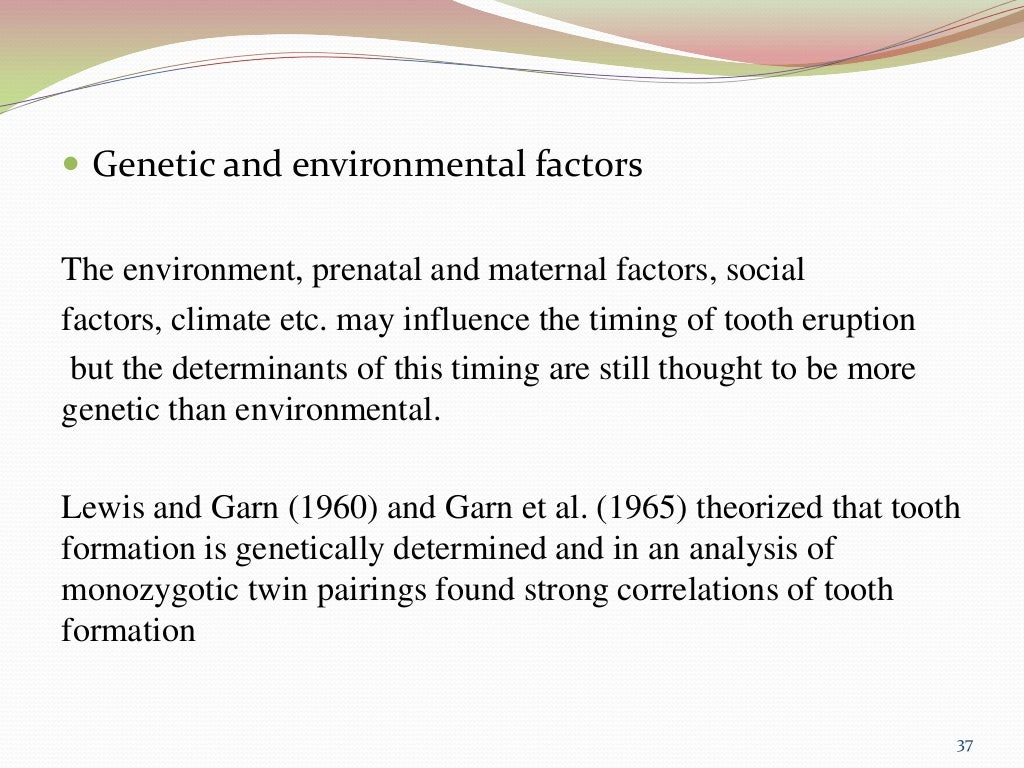 Genetic and environmental factors
The environment, prenatal and maternal factors, social
factors, climate etc. may influence the timing of tooth eruption
but the determinants of this timing are still thought to be more
genetic than environmental.
Lewis and Garn (1960) and Garn et al. (1965) theorized that tooth
formation is genetically determined and in an analysis of
monozygotic twin pairings found strong correlations of tooth
formation
37